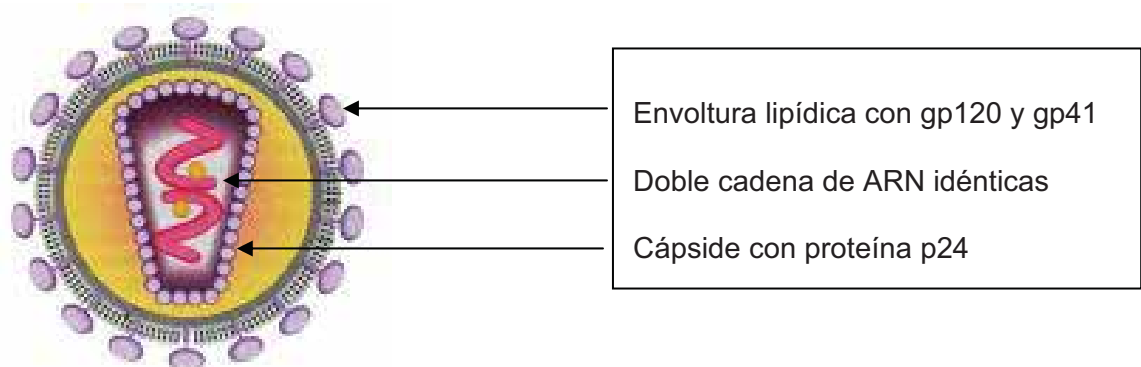 Envoltura lipídica con gp120 y gp41
Doble cadena de ARN idénticas
Cápside con proteína p24